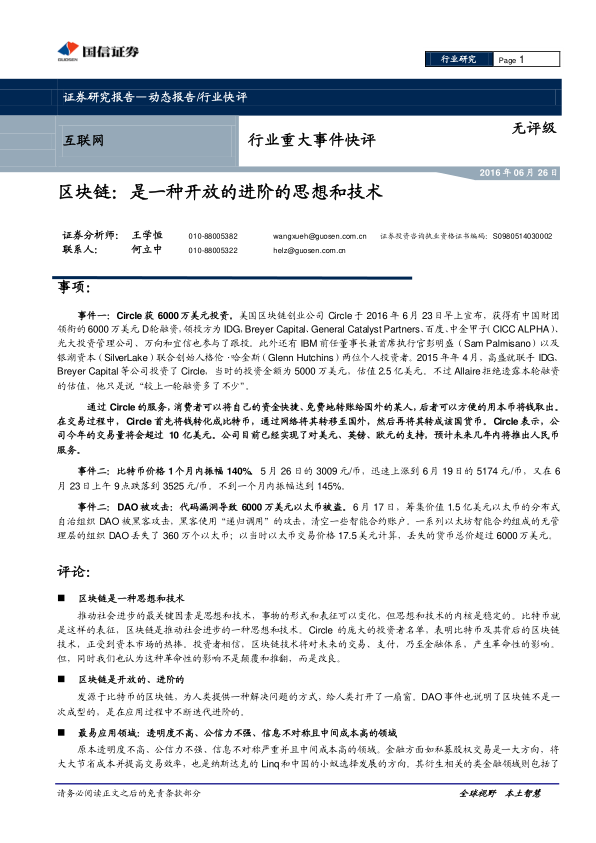 国信证券
GUOSEN
行业研究
Page 1
证券研究报告—动态报告/行业快评
互联网
行业重大事件快评
无评级
2016 年 06 月 26 日
区块链：是一种开放的进阶的思想和技术
证券分析师： 王学恒 010-88005382 wangxueh@guosen.com.cn 证券投资咨询执业资格证书编码：S0980514030002
联系人： 何立中 010-88005322 helz@guosen.com.cn
事项：
事件一：Circle 获 6000 万美元投资。美国区块链创业公司 Circle 于 2016 年 6 月 23 日早上宣布，获得有中国财团
领衔的 6000 万美元 D 轮融资，领投方为 IDG、Breyer Capital、General Catalyst Partners、百度、中金甲子（CICC ALPHA）、
光大投资管理公司、万向和宜信也参与了跟投。此外还有 IBM 前任董事长兼首席执行官彭明盛（Sam Palmisano）以及
银湖资本（SilverLake）联合创始人格伦·哈金斯（Glenn Hutchins）两位个人投资者。2015 年年 4 月，高盛就联手 IDG、
Breyer Capital 等公司投资了 Circle，当时的投资金额为 5000 万美元，估值 2.5 亿美元。不过 Allaire 拒绝透露本轮融资
的估值，他只是说“较上一轮融资多了不少”。
通过 Circle 的服务，消费者可以将自己的资金快捷、免费地转账给国外的某人，后者可以方便的用本币将钱取出。
在交易过程中，Circle 首先将钱转化成比特币，通过网络将其转移至国外，然后再将其转成该国货币。Circle 表示，公
司今年的交易量将会超过 10 亿美元。公司目前已经实现了对美元、英镑、欧元的支持，预计未来几年内将推出人民币
服务。
事件二：比特币价格 1 个月内振幅 140%。5 月 26 日的 3009 元/币，迅速上涨到 6 月 19 日的 5174 元/币，又在 6
月 23 日上午 9 点跌落到 3525 元/币。不到一个月内振幅达到 145%。
事件二：DAO 被攻击：代码漏洞导致 6000 万美元以太币被盗。6 月 17 日，筹集价值 1.5 亿美元以太币的分布式
自治组织 DAO 被黑客攻击，黑客使用“递归调用”的攻击，清空一些智能合约账户。一系列以太坊智能合约组成的无管
理层的组织 DAO 丢失了 360 万个以太币；以当时以太币交易价格 17.5 美元计算，丢失的货币总价超过 6000 万美元。
评论：
■ 区块链是一种思想和技术
推动社会进步的最关键因素是思想和技术，事物的形式和表征可以变化，但思想和技术的内核是稳定的。比特币就
是这样的表征，区块链是推动社会进步的一种思想和技术。Circle 的庞大的投资者名单，表明比特币及其背后的区块链
技术，正受到资本市场的热捧。投资者相信，区块链技术将对未来的交易、支付，乃至金融体系，产生革命性的影响。
但，同时我们也认为这种革命性的影响不是颠覆和推翻，而是改良。
■ 区块链是开放的、进阶的
发源于比特币的区块链，为人类提供一种解决问题的方式，给人类打开了一扇窗。DAO 事件也说明了区块链不是一
次成型的，是在应用过程中不断迭代进阶的。
■ 最易应用领域：透明度不高、公信力不强、信息不对称且中间成本高的领域
原本透明度不高、公信力不强、信息不对称严重并且中间成本高的领域。金融方面如私募股权交易是一大方向，将
大大节省成本并提高交易效率，也是纳斯达克的 Linq 和中国的小蚁选择发展的方向。其衍生相关的类金融领域则包括了
请务必阅读正文之后的免责条款部分
全球视野 本土智慧